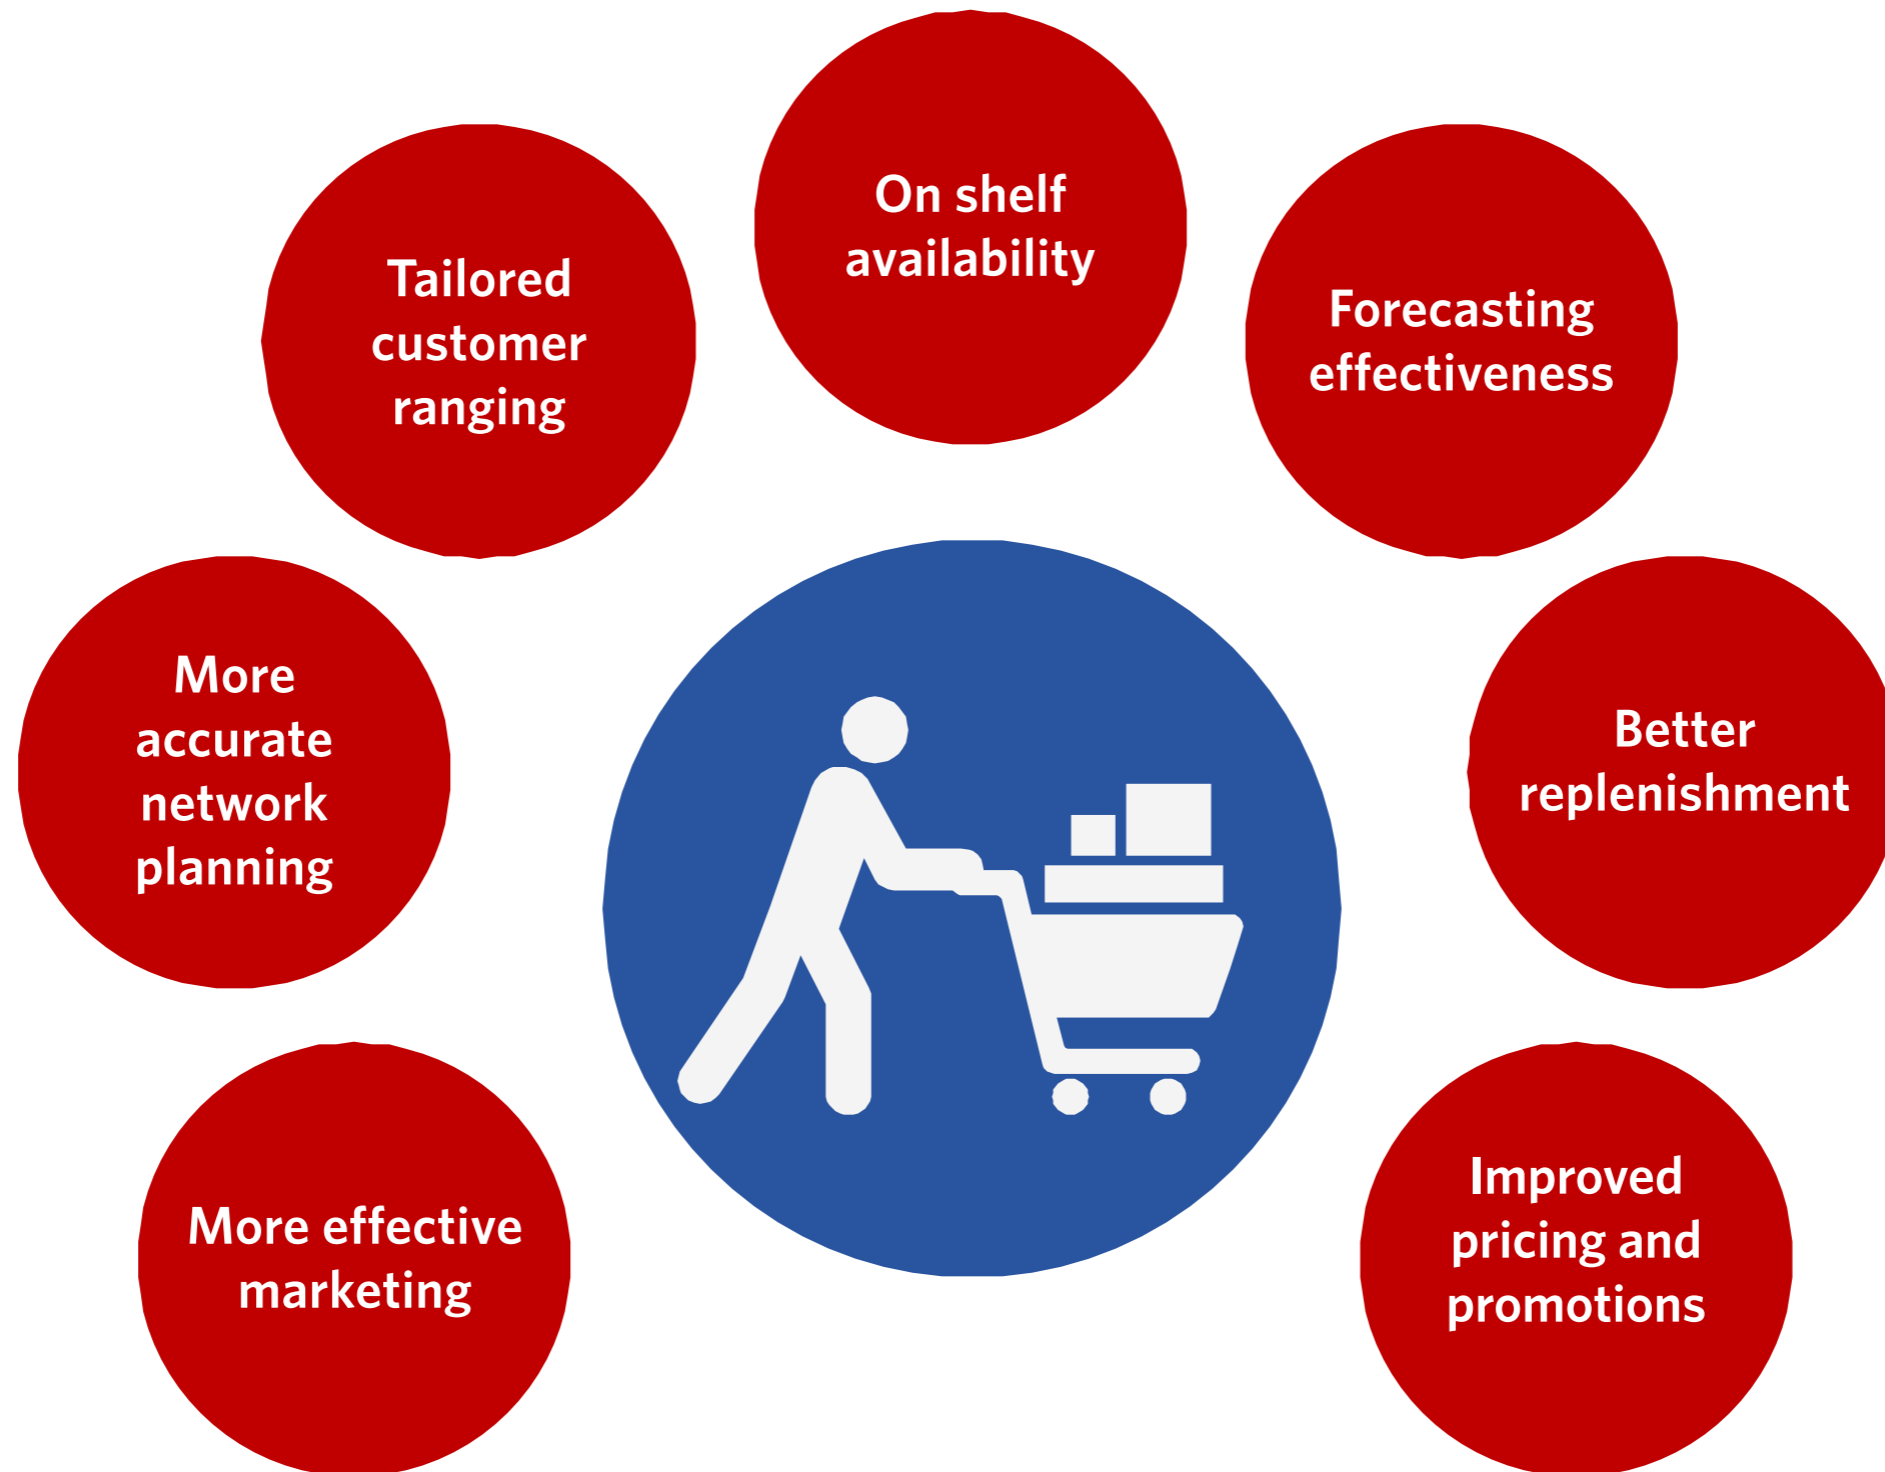 On shelf
availability
Tailored
customer
ranging
Forecasting
effectiveness
More
accurate
network
planning
Better
replenishment
More effective
marketing
Improved
pricing and
promotions